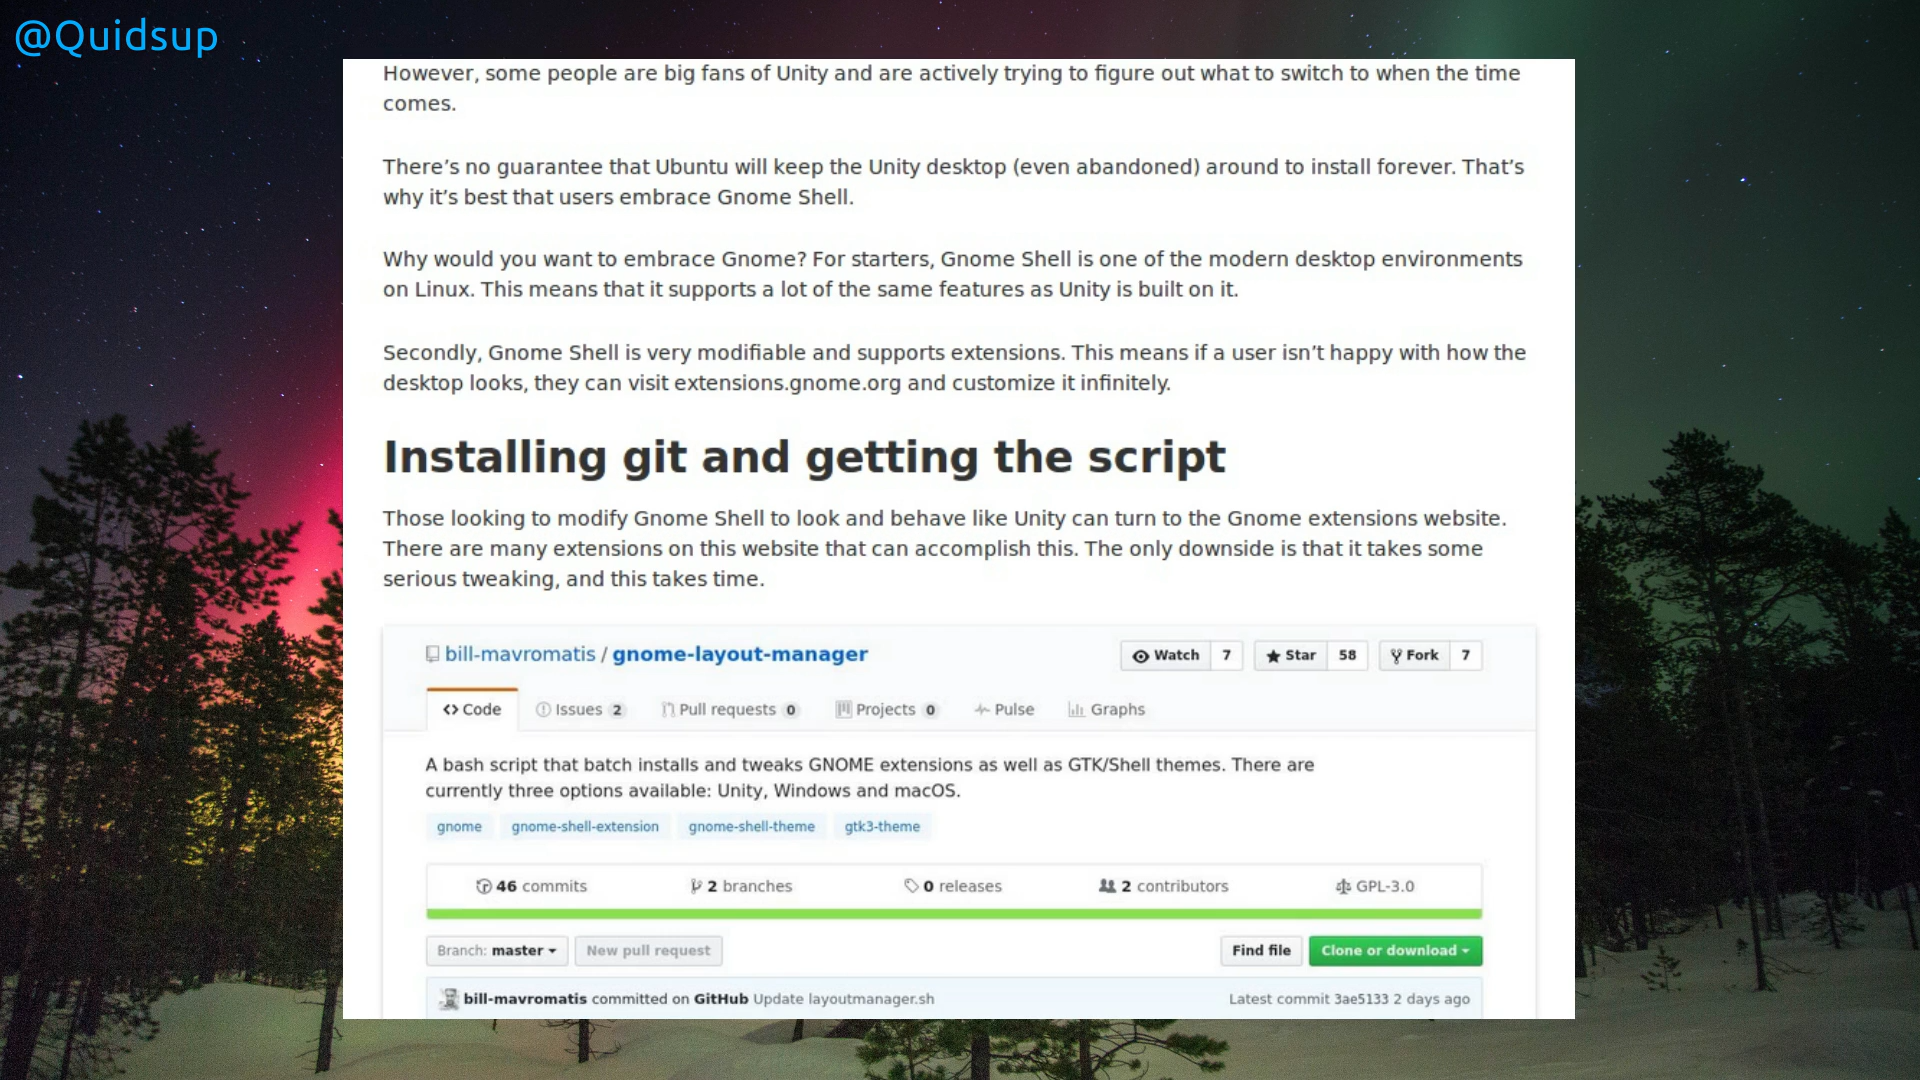 @Quidsup
However, some people are big fans of Unity and are actively trying to figure out what to switch to when the time
comes.
There’s no guarantee that Ubuntu will keep the Unity desktop (even abandoned) around to install forever. That’s
why it’s best that users embrace Gnome Shell.
Why would you want to embrace Gnome? For starters, Gnome Shell is one of the modern desktop environments
on Linux. This means that it supports a lot of the same features as Unity is built on it.
Secondly, Gnome Shell is very modifiable and supports extensions. This means if a user isn’t happy with how the
desktop looks, they can visit extensions.gnome.org and customize it infinitely.
Installing git and getting the script
Those looking to modify Gnome Shell to look and behave like Unity can turn to the Gnome extensions website.
There are many extensions on this website that can accomplish this. The only downside is that it takes some
serious tweaking, and this takes time.
bill-mavromatis / gnome-layout-manager Watch 7 Star 58 Fork 7
Code Issues 2 Pull requests 0 Projects 0 Pulse Graphs
A bash script that batch installs and tweaks GNOME extensions as well as GTK/Shell themes. There are
currently three options available: Unity, Windows and macOS.
gnome gnome-shell-extension gnome-shell-theme gtk3-theme
46 commits 2 branches 0 releases 2 contributors GPL-3.0
Branch: master New pull request Find file Clone or download
bill-mavromatis committed on GitHub Update layoutmanager.sh Latest commit 3ae5133 2 days ago